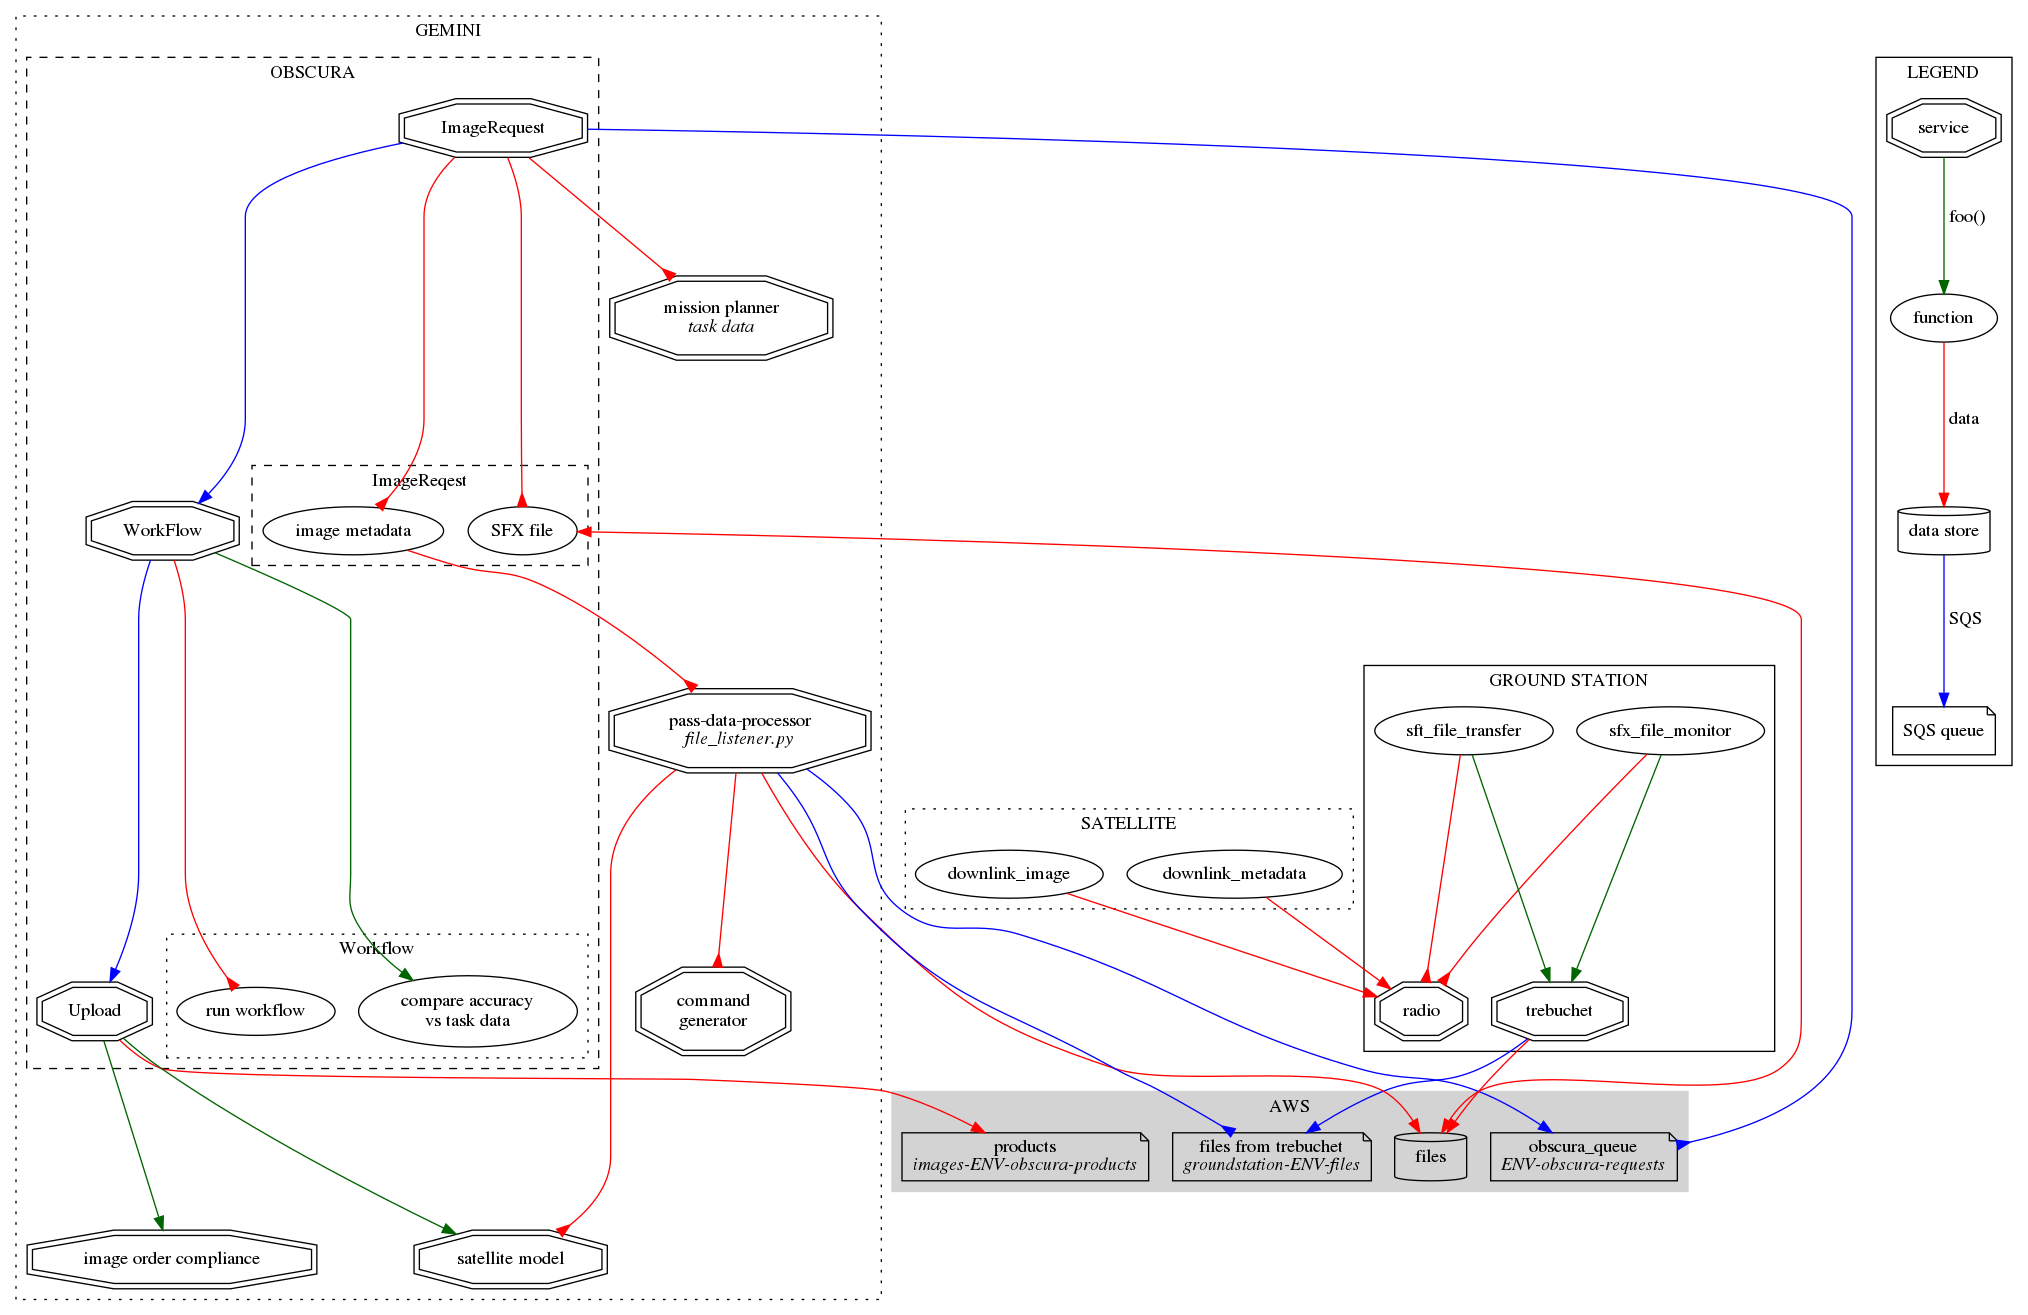 GEMINI
OBSCURA
ImageRequest
mission planner
task data
ImageReqest
WorkFlow
image metadata
SFX file
pass-data-processor
file_listener.py
Workflow
Upload
run workflow
compare accuracy
vs task data
command
generator
image order compliance
satellite model
SATELLITE
downlink_image
downlink_metadata
GROUND STATION
sft_file_transfer
sfx_file_monitor
radio
trebuchet
AWS
products
images-ENV-obscura-products
files from trebuchet
groundstation-ENV-files
files
obscura_queue
ENV-obscura-requests
LEGEND
service
foo()
function
data
data store
SQS
SQS queue